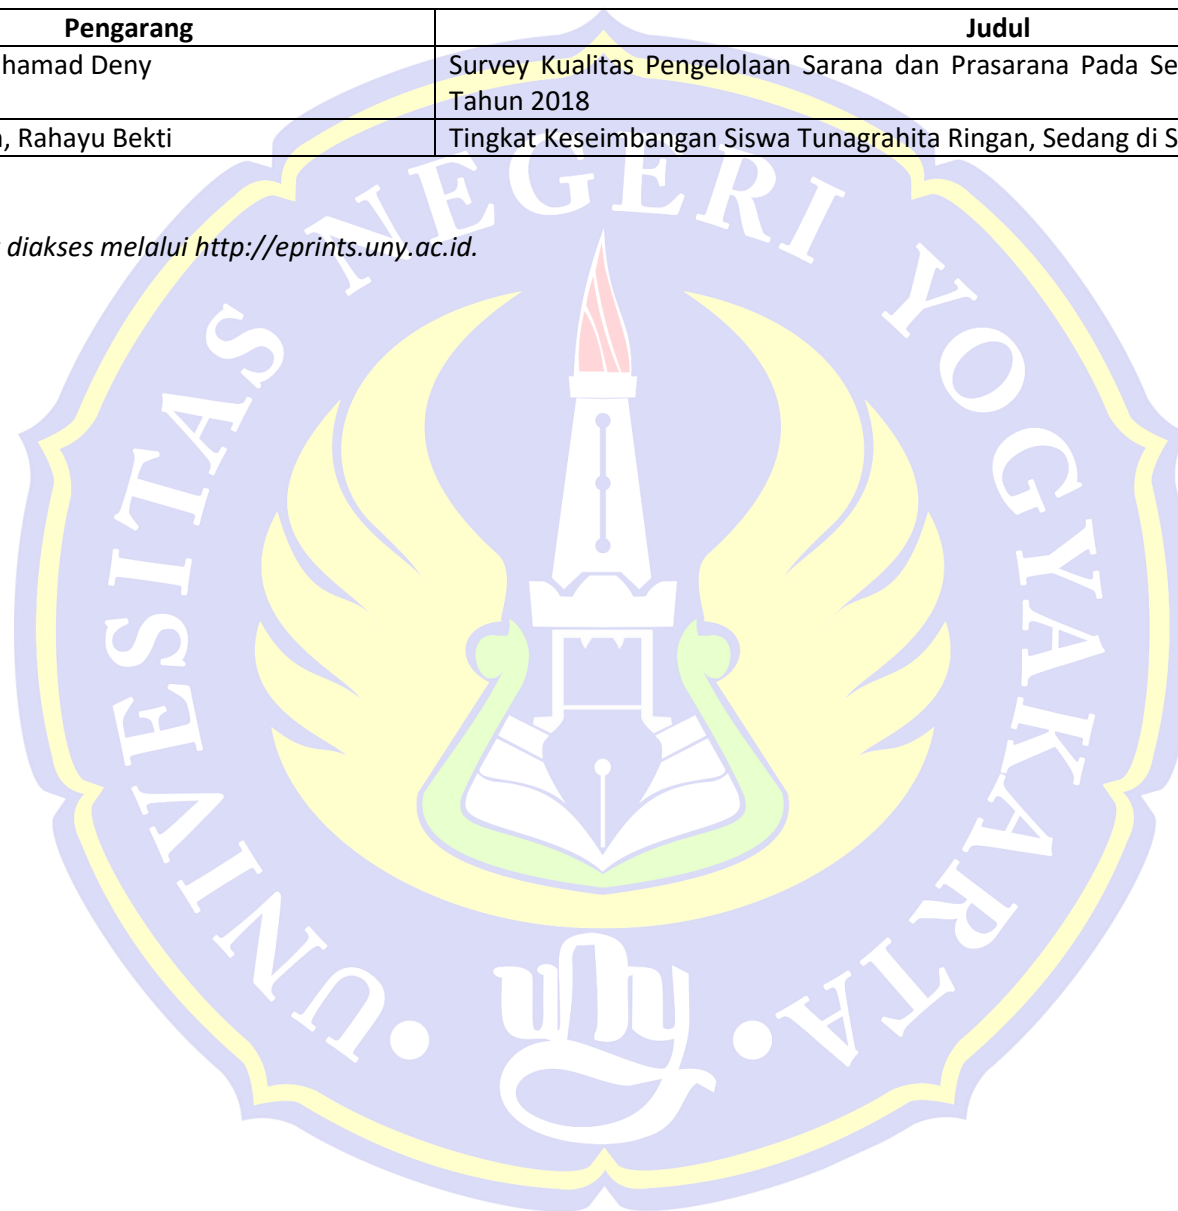 Pengarang Judul
hamad Deny Survey Kualitas Pengelolaan Sarana dan Prasarana Pada Se
Tahun 2018
, Rahayu Bekti Tingkat Keseimbangan Siswa Tunagrahita Ringan, Sedang di S
diakses melalui http://eprints.uny.ac.id.
UNIVESITAS NEGERI YOGYAKARTA
uny